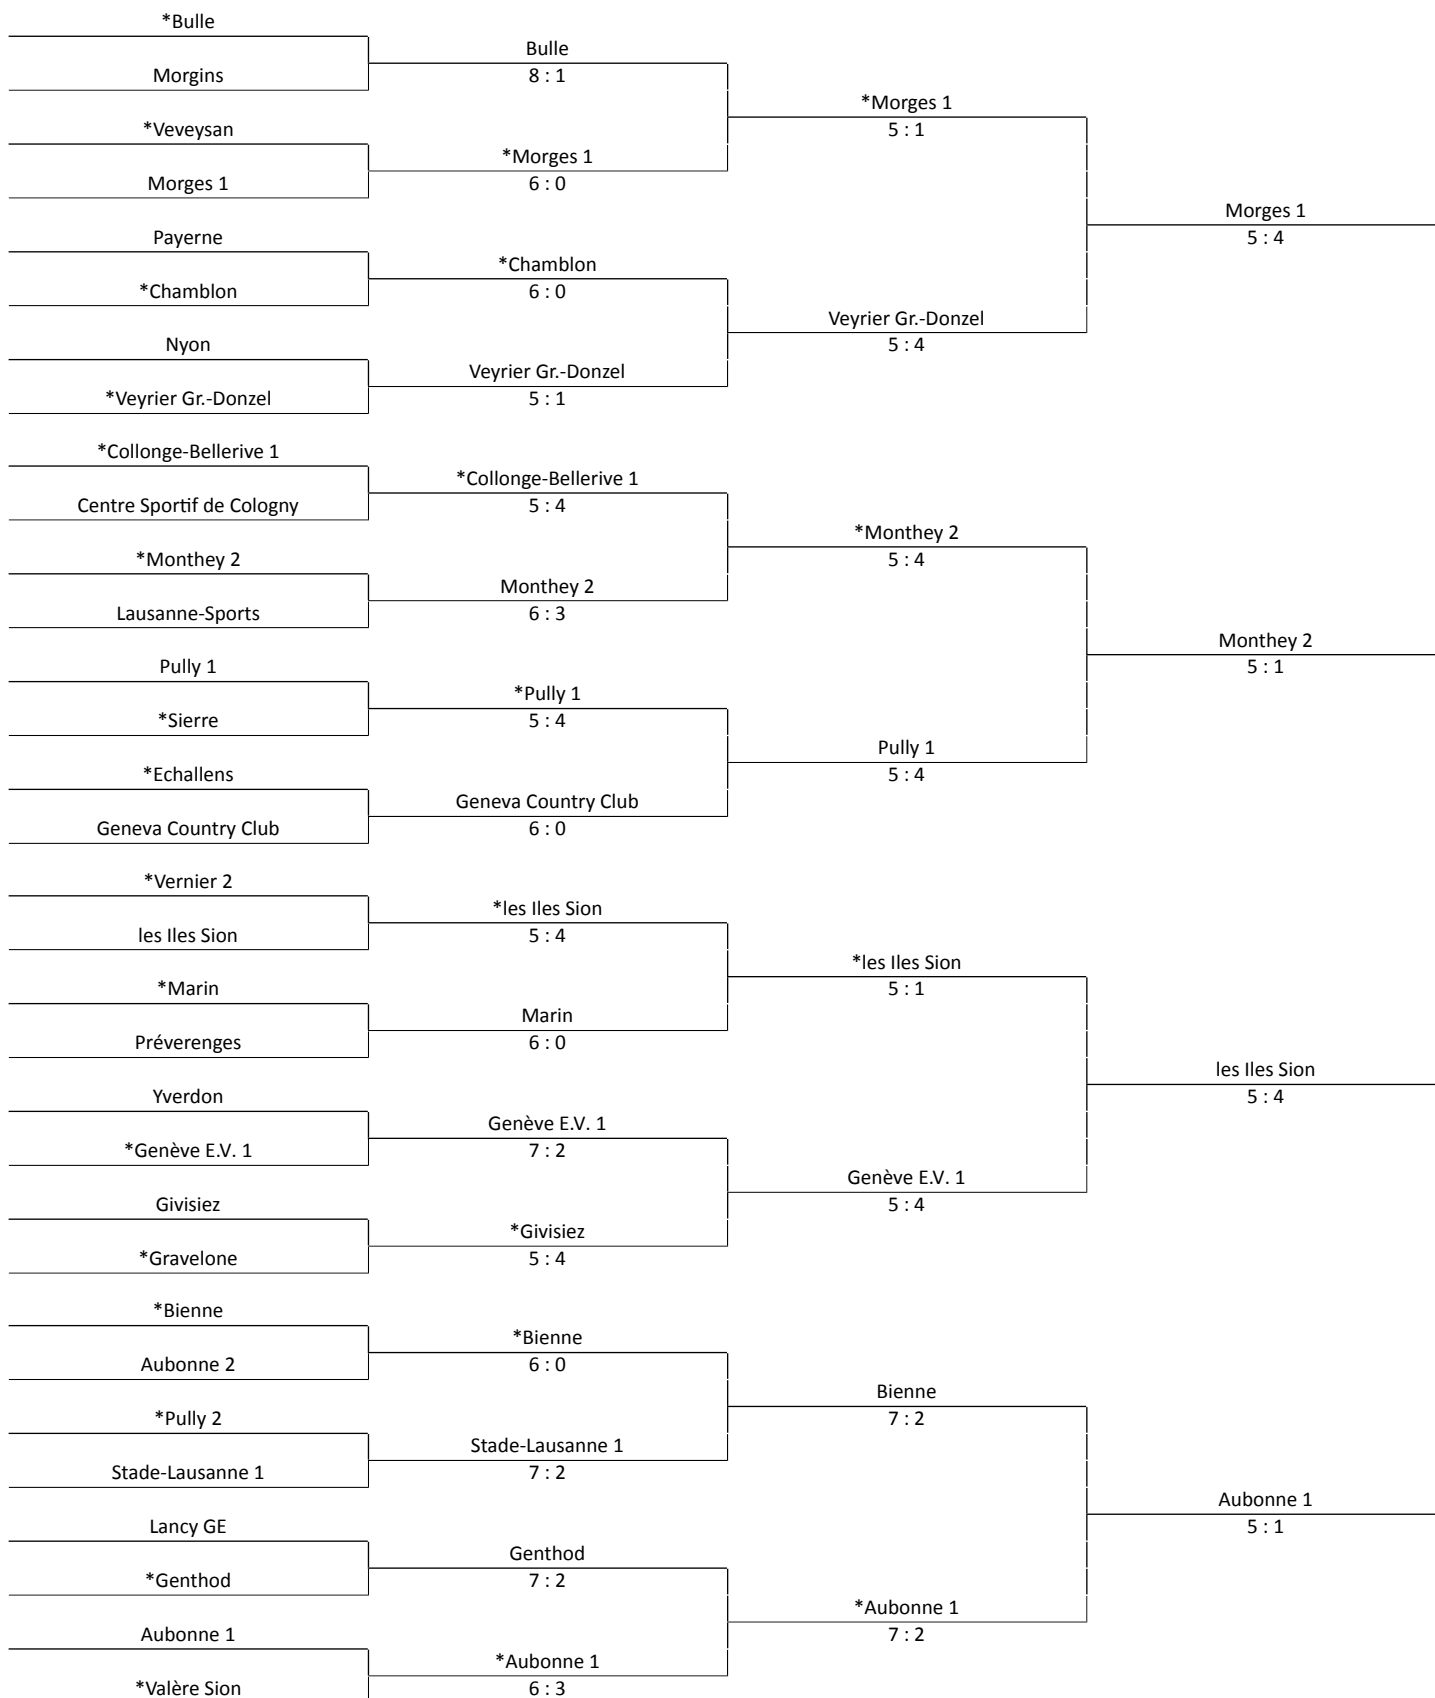 *Bulle
Morgins
*Veveysan
Morges 1
Payerne
*Chamblon
Nyon
*Veyrier Gr.-Donzel
*Collonge-Bellerive 1
Centre Sportif de Cologny
*Monthey 2
Lausanne-Sports
Pully 1
*Sierre
*Echallens
Geneva Country Club
*Vernier 2
les Iles Sion
*Marin
Préverenges
Yverdon
*Genève E.V. 1
Givisiez
*Gravelone
*Bienne
Aubonne 2
*Pully 2
Stade-Lausanne 1
Lancy GE
*Genthod
Aubonne 1
*Valère Sion
Bulle
8 : 1
*Morges 1
6 : 0
*Chamblon
6 : 0
Veyrier Gr.-Donzel
5 : 1
*Collonge-Bellerive 1
5 : 4
Monthey 2
6 : 3
*Pully 1
5 : 4
Geneva Country Club
6 : 0
*les Iles Sion
5 : 4
Marin
6 : 0
Genève E.V. 1
7 : 2
*Givisiez
5 : 4
*Bienne
6 : 0
Stade-Lausanne 1
7 : 2
Genthod
7 : 2
*Aubonne 1
6 : 3
*Morges 1
5 : 1
Veyrier Gr.-Donzel
5 : 4
*Monthey 2
5 : 4
Pully 1
5 : 4
*les Iles Sion
5 : 1
Genève E.V. 1
5 : 4
Bienne
7 : 2
*Aubonne 1
7 : 2
Morges 1
5 : 4
Monthey 2
5 : 1
les Iles Sion
5 : 4
Aubonne 1
5 : 1